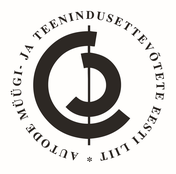 AUTODE MÜÜGI- JA TEENINDUSETTEVÕTETE EESTI LIIT *